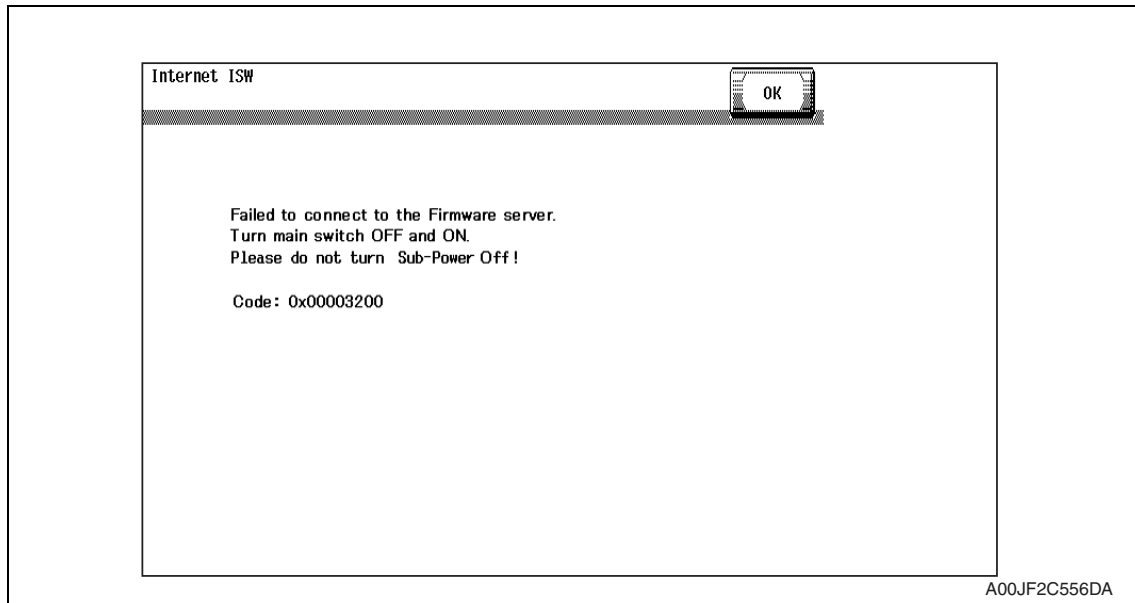 Internet ISW
OK
Failed to connect to the Firmware server.
Turn main switch OFF and ON.
Please do not turn Sub-Power Off!
Code: 0x00003200
A00JF2C556DA